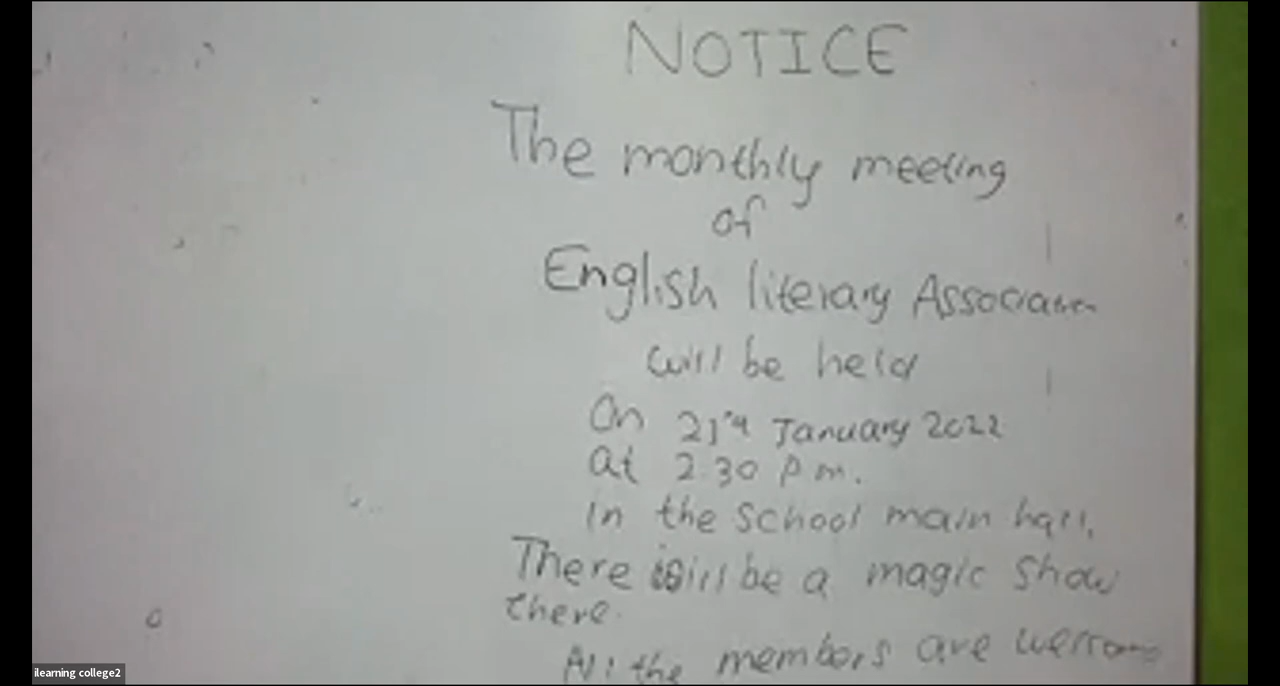 NOTICE
The monthly meeting
of
English literary Association
will be held
On 21st January 2022
at 2.30 p.m.
in the school main hall.
There will be a magic show
there.
All the members are welcome
ilearning college2